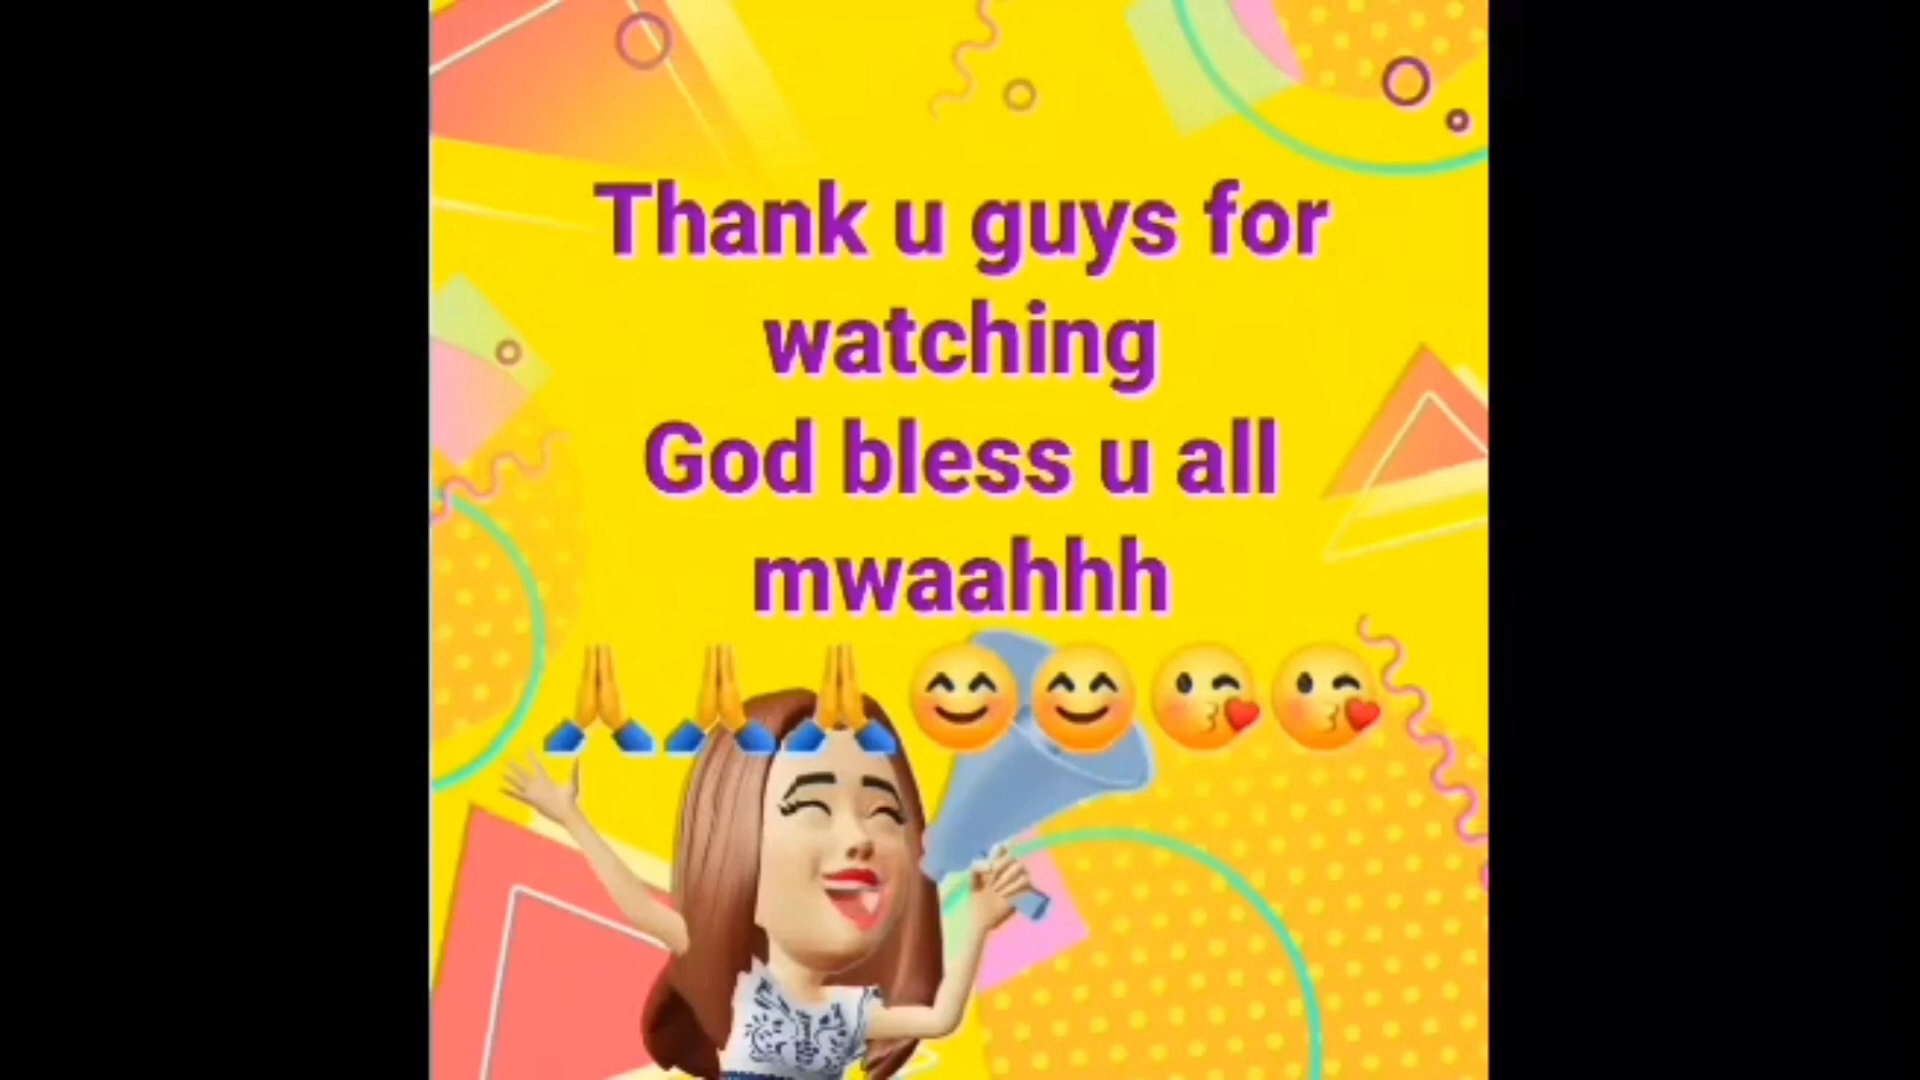 Thank u guys for
watching
God bless u all
mwaahhh
🙏🙏🙏😊😊😘😘